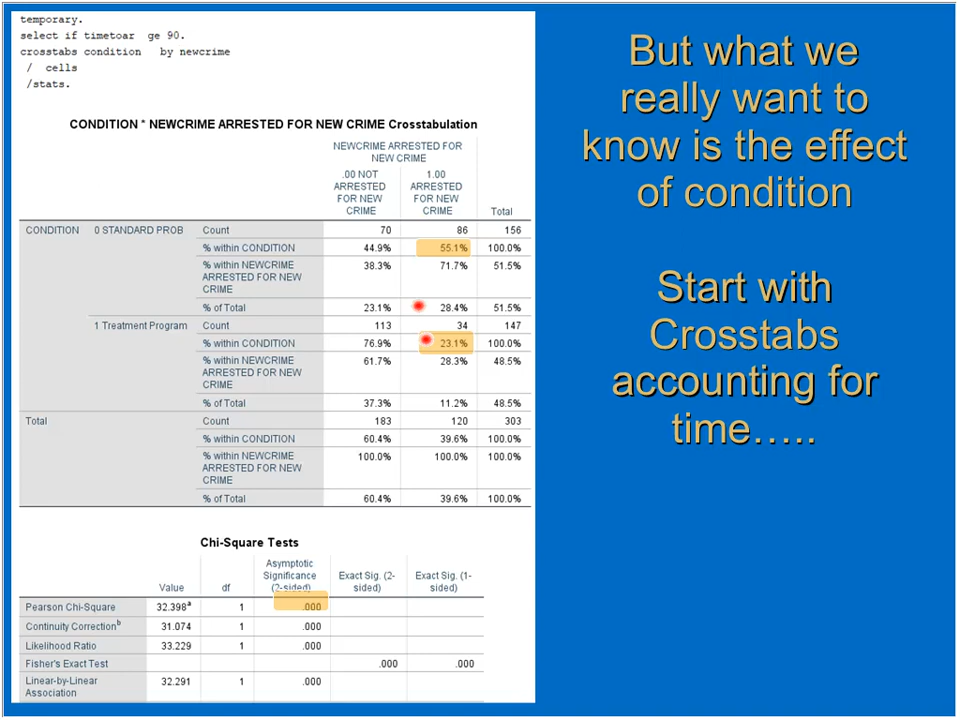 temporary.
select if timetoar  ge 90.
crosstabs condition   by newcrime
/  cells
/stats.
CONDITION * NEWCRIME ARRESTED FOR NEW CRIME Crosstabulation
NEWCRIME ARRESTED FOR
NEW CRIME
.00 NOT
ARRESTED
FOR NEW
CRIME
1.00
ARRESTED
FOR NEW
CRIME
Total
CONDITION 0 STANDARD PROB Count 70 86 156
% within CONDITION 44.9% 55.1% 100.0%
% within NEWCRIME 38.3% 71.7% 51.5%
ARRESTED FOR NEW
CRIME
% of Total 23.1% 28.4% 51.5%
1 Treatment Program Count 113 34 147
% within CONDITION 76.9% 23.1% 100.0%
% within NEWCRIME 61.7% 28.3% 48.5%
ARRESTED FOR NEW
CRIME
% of Total 37.3% 11.2% 48.5%
Total Count 183 120 303
% within CONDITION 60.4% 39.6% 100.0%
% within NEWCRIME 100.0% 100.0% 100.0%
ARRESTED FOR NEW
CRIME
% of Total 60.4% 39.6% 100.0%
Chi-Square Tests
Value df
Asymptotic
Significance
(2-sided)
Exact Sig. (2-
sided)
Exact Sig. (1-
sided)
Pearson Chi-Square 32.398a 1 .000
Continuity Correctionb 31.074 1 .000
Likelihood Ratio 33.229 1 .000
Fisher's Exact Test .000 .000
Linear-by-Linear 32.291 1 .000
Association
But what we
really want to
know is the effect
of condition
Start with
Crosstabs
accounting for
time…..